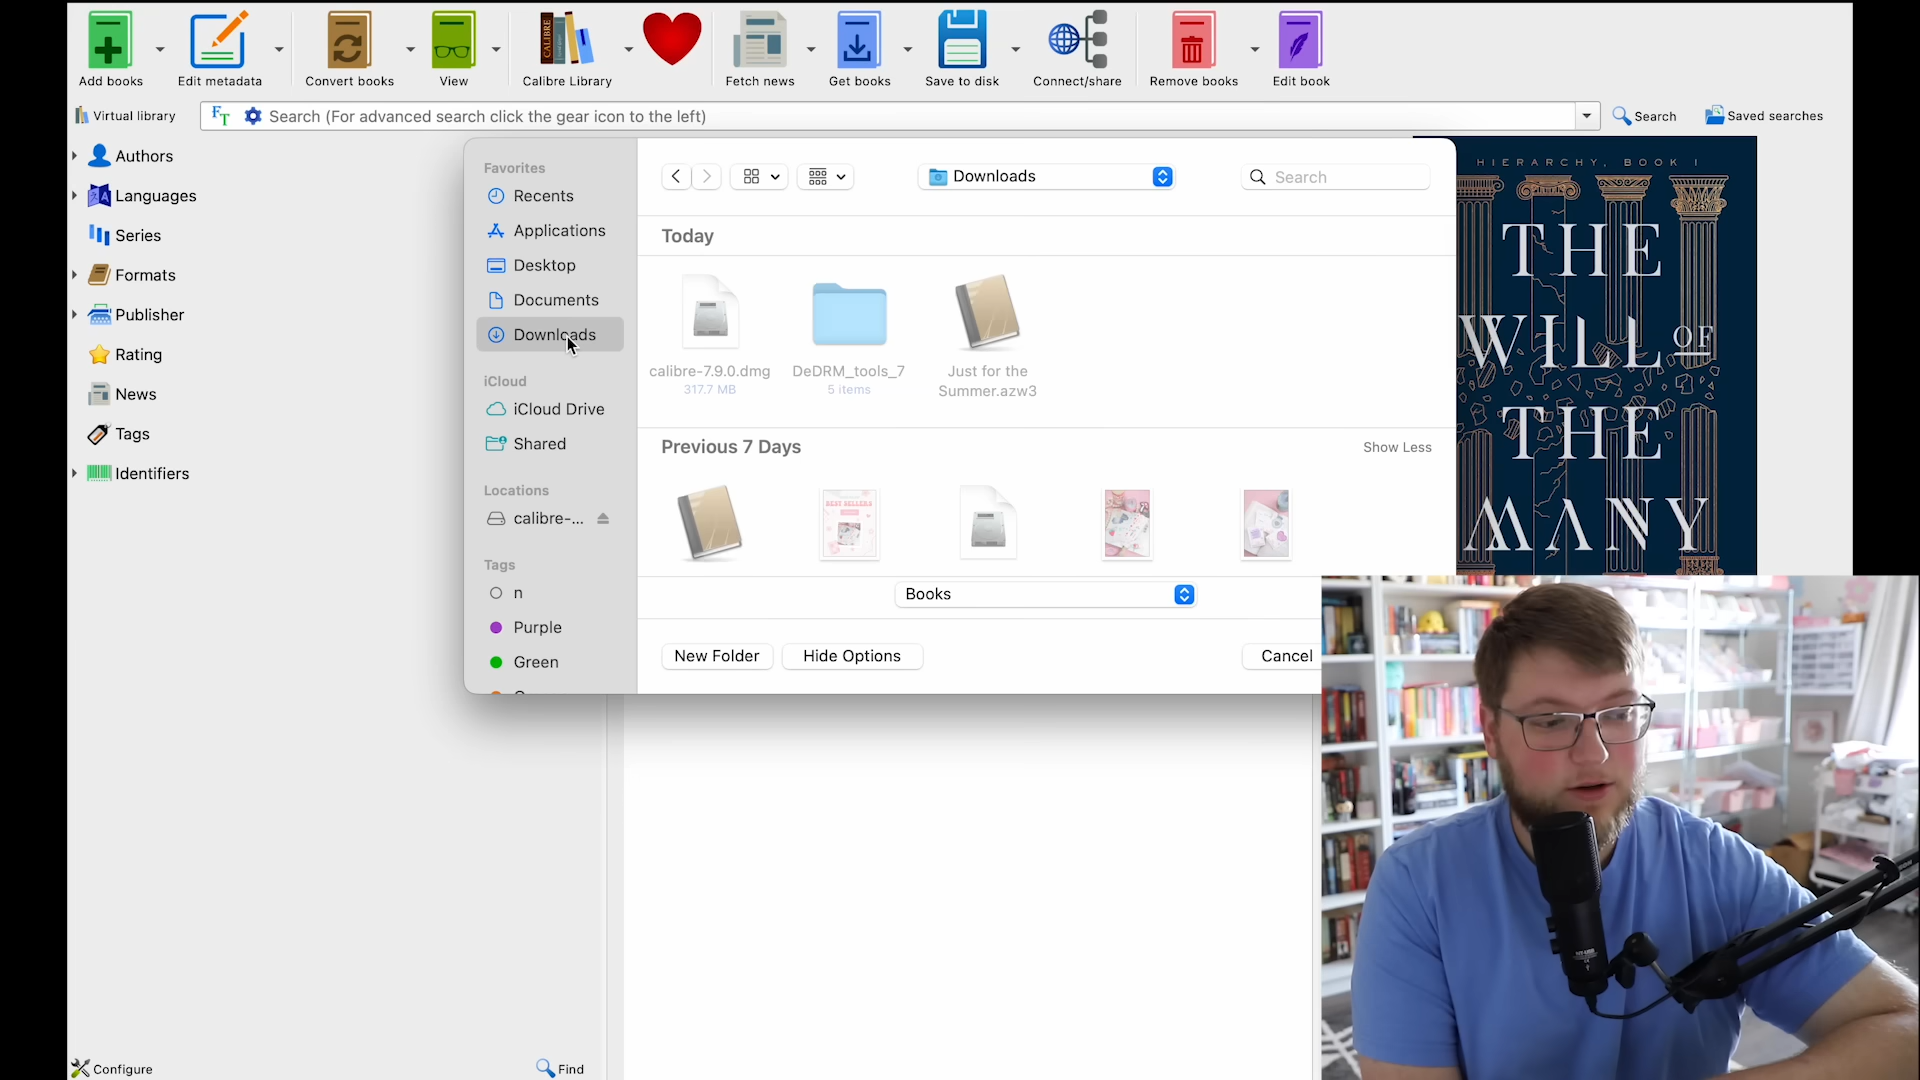 Add books
Edit metadata
Convert books
View
Calibre Library
Fetch news
Get books
Save to disk
Connect/share
Remove books
Edit book
CALIBRE
Virtual library
FT
Search (For advanced search click the gear icon to the left)
Search
Saved searches
Authors
Languages
Series
Formats
Publisher
Rating
News
Tags
Identifiers
Favorites
Recents
Applications
Desktop
Documents
Downloads
iCloud
iCloud Drive
Shared
Locations
calibre-...
Tags
n
Purple
Green
Downloads
Search
Today
calibre-7.9.0.dmg
317.7 MB
DeDRM_tools_7
5 items
Just for the
Summer.azw3
Previous 7 Days
Show Less
BEST SELLERS
Books
New Folder
Hide Options
Cancel
HIERARCHY, BOOK I
THE
WILL OF
THE
MANY
Configure
Find